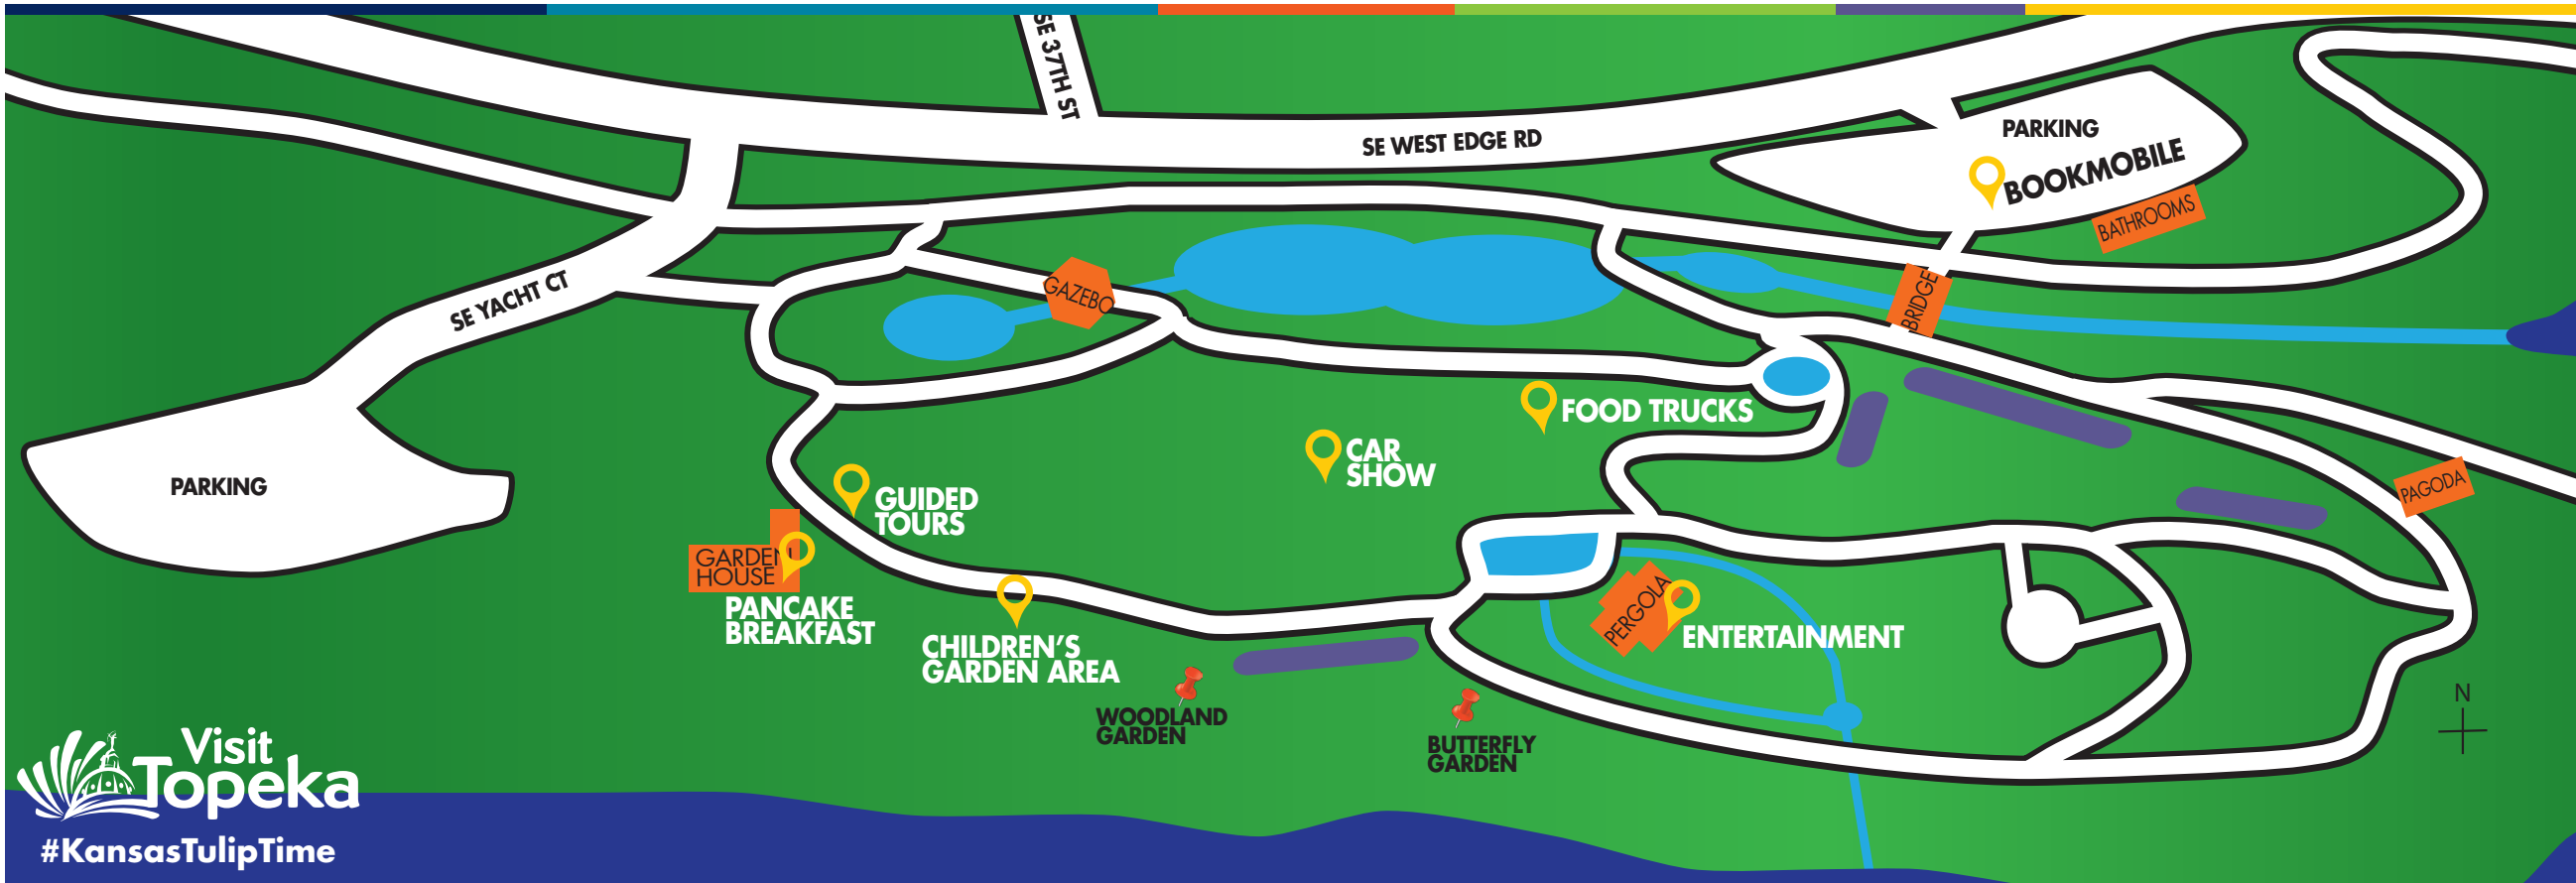 SE 37TH ST
SE WEST EDGE RD
PARKING
BOOKMOBILE
BATHROOMS
SE YACHT CT
GAZEBO
BRIDGE
PARKING
FOOD TRUCKS
CAR
SHOW
GUIDED
TOURS
PAGODA
GARDEN
HOUSE
PANCAKE
BREAKFAST
CHILDREN'S
GARDEN AREA
PERGOLA
ENTERTAINMENT
WOODLAND
GARDEN
BUTTERFLY
GARDEN
N
Visit
Topeka
#KansasTulipTime